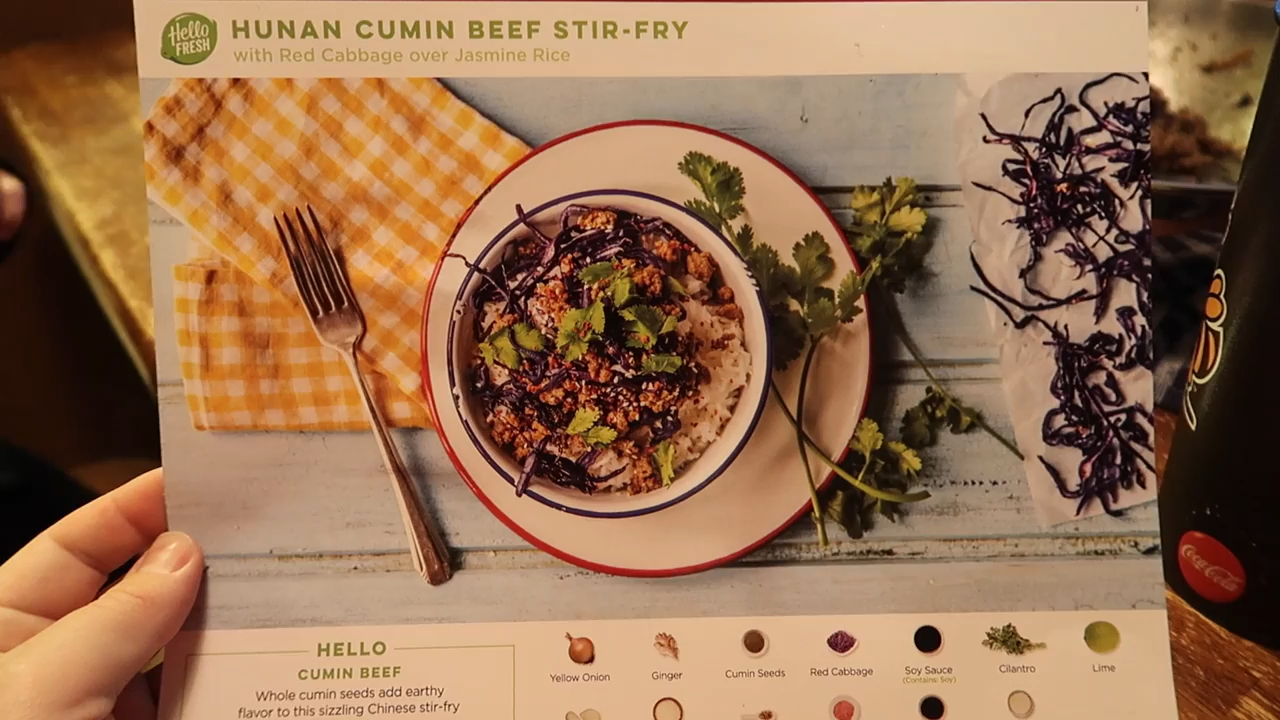 Hello
FRESH
HUNAN CUMIN BEEF STIR-FRY
with Red Cabbage over Jasmine Rice
HELLO
CUMIN BEEF
Whole cumin seeds add earthy
flavor to this sizzling Chinese stir-fry
Yellow Onion
Ginger
Cumin Seeds
Red Cabbage
Soy Sauce
(Contains: Soy)
Cilantro
Lime
Coca-Cola